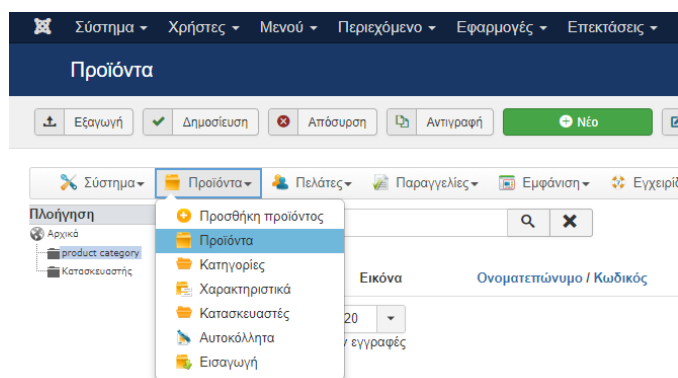 Σύστημα Χρήστες Μενού Περιεχόμενο Εφαρμογές Επεκτάσεις
Προϊόντα
Εξαγωγή Δημοσίευση Απόσυρση Αντιγραφή Νέο
Σύστημα Προϊόντα Πελάτες Παραγγελίες Εμφάνιση
Πλοήγηση
Αρχικά
product category
Κατασκευαστής
Προσθήκη προϊόντος
Προϊόντα
Κατηγορίες
Χαρακτηριστικά
Κατασκευαστές
Αυτοκόλλητα
Εισαγωγή
Εικόνα Ονοματεπώνυμο / Κωδικός
20
εγγραφές